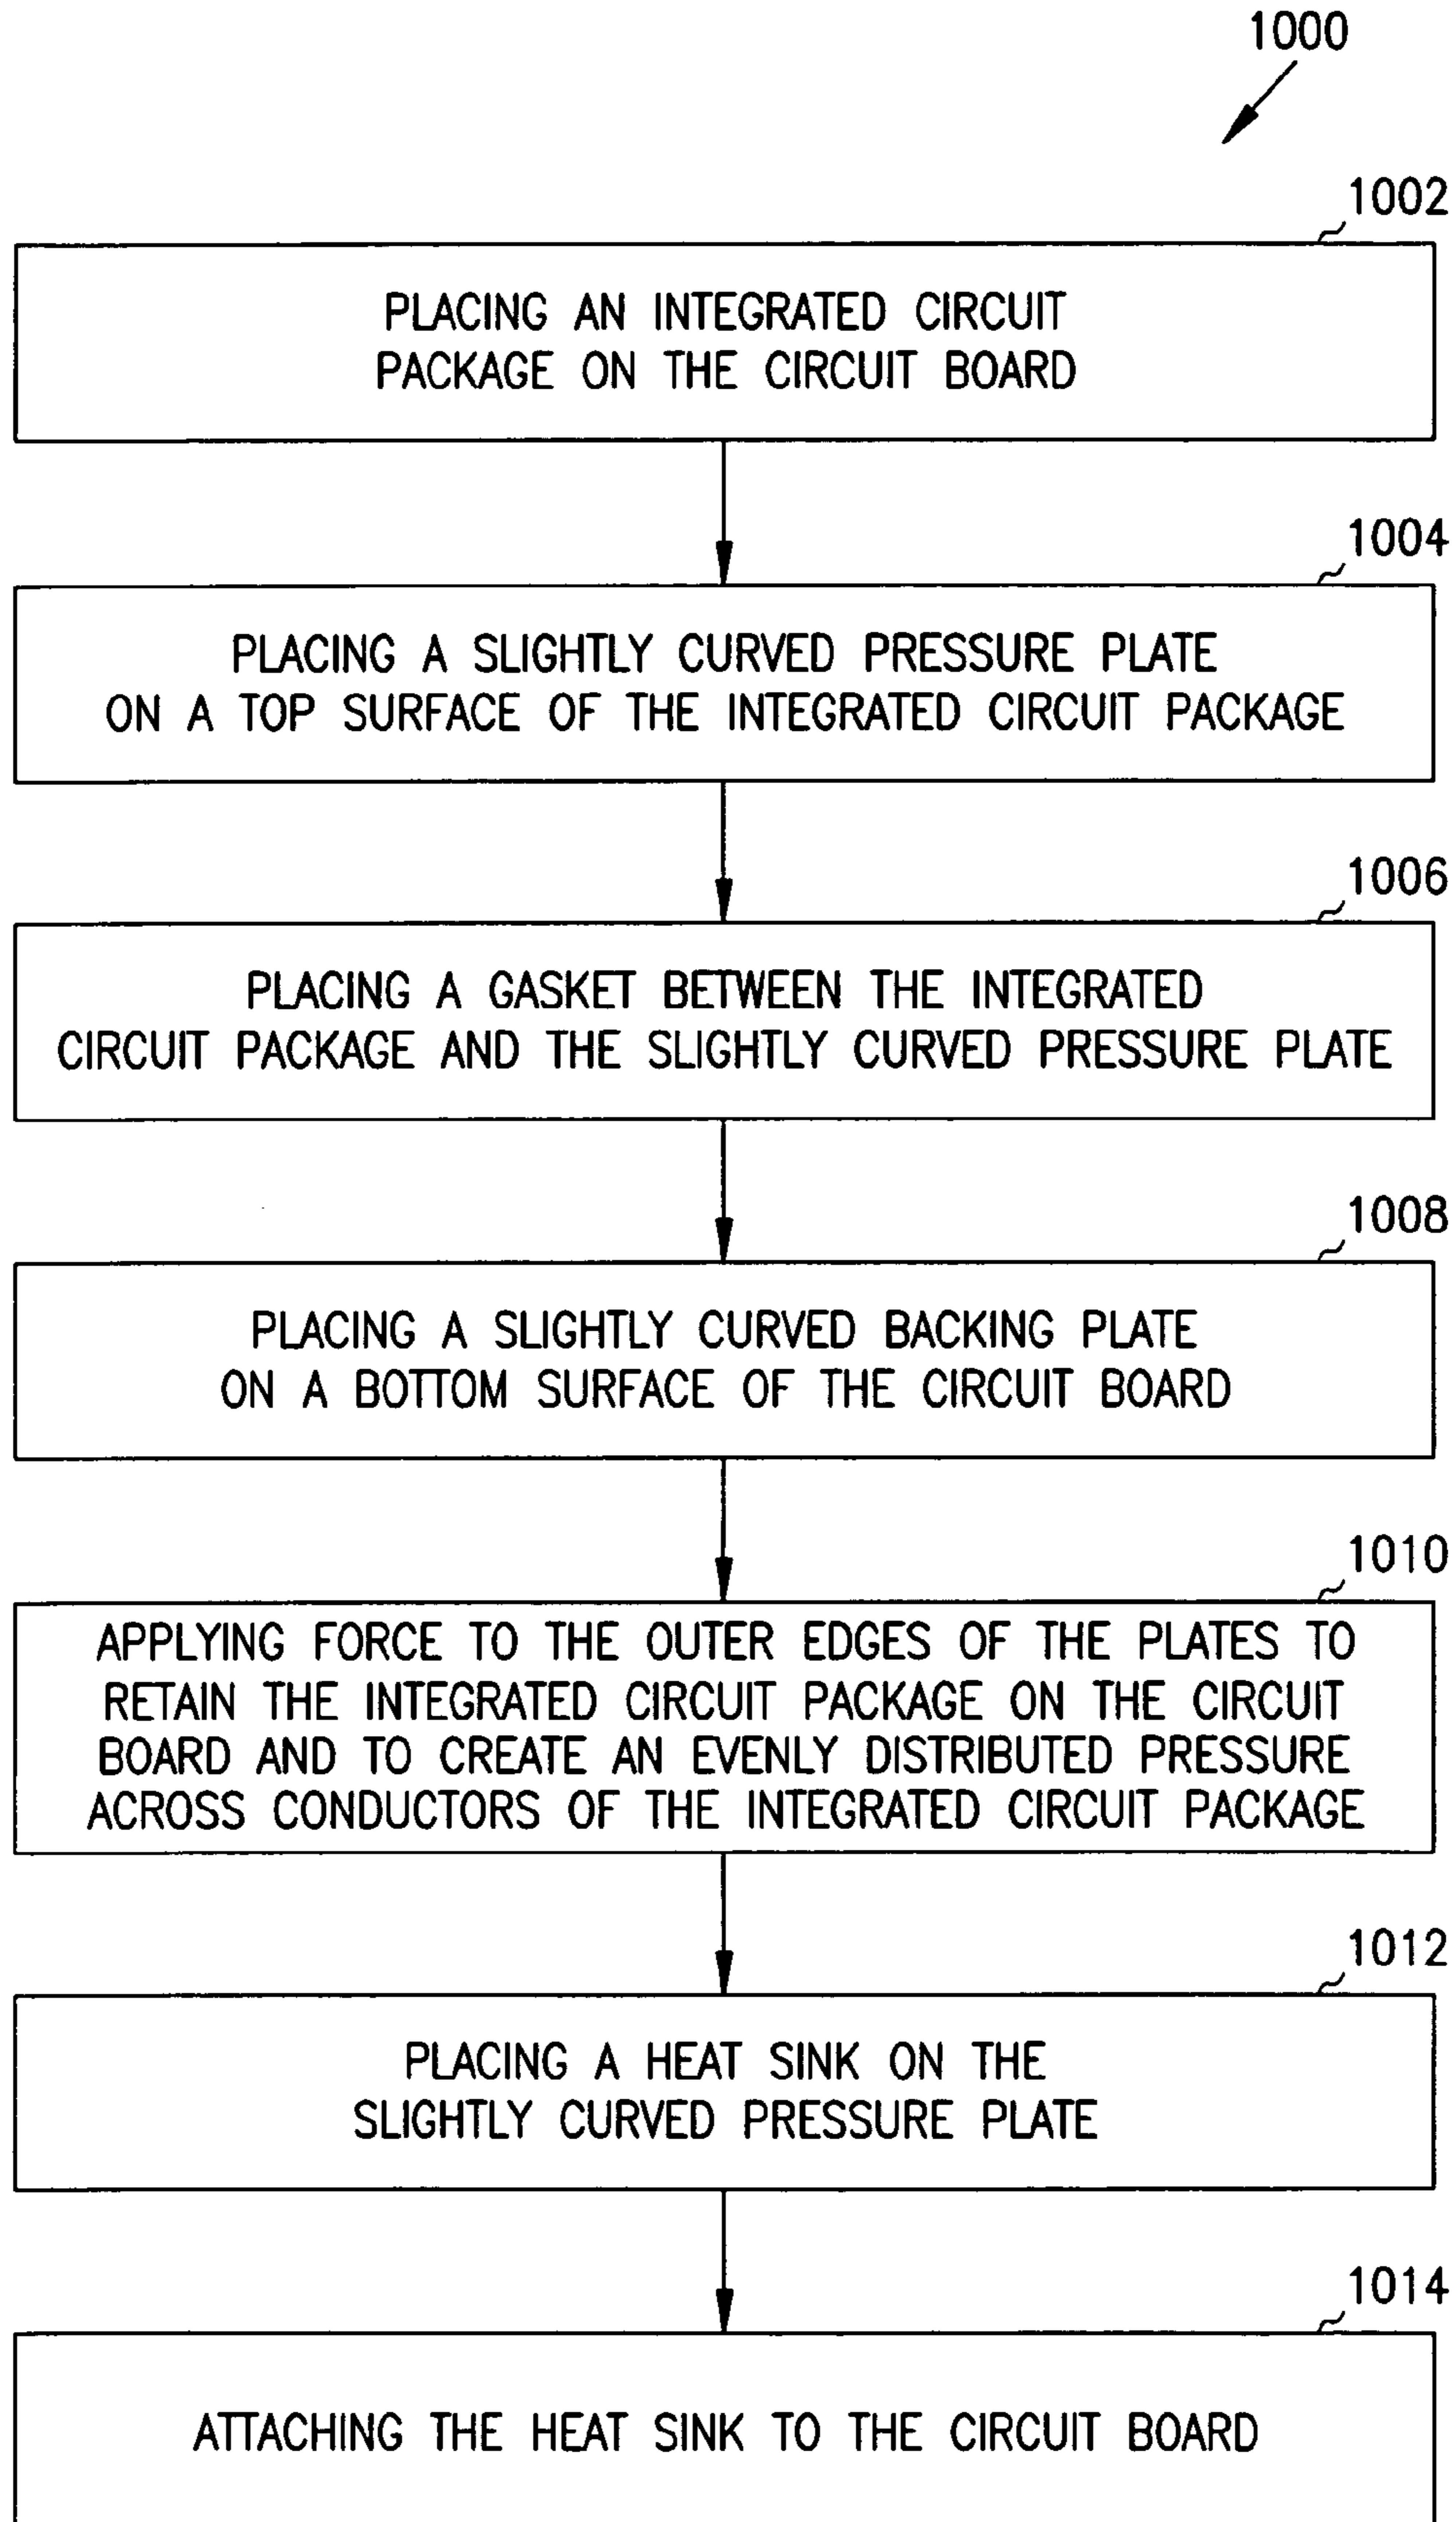 1000
1002
PLACING AN INTEGRATED CIRCUIT
PACKAGE ON THE CIRCUIT BOARD
1004
PLACING A SLIGHTLY CURVED PRESSURE PLATE
ON A TOP SURFACE OF THE INTEGRATED CIRCUIT PACKAGE
1006
PLACING A GASKET BETWEEN THE INTEGRATED
CIRCUIT PACKAGE AND THE SLIGHTLY CURVED PRESSURE PLATE
1008
PLACING A SLIGHTLY CURVED BACKING PLATE
ON A BOTTOM SURFACE OF THE CIRCUIT BOARD
1010
APPLYING FORCE TO THE OUTER EDGES OF THE PLATES TO
RETAIN THE INTEGRATED CIRCUIT PACKAGE ON THE CIRCUIT
BOARD AND TO CREATE AN EVENLY DISTRIBUTED PRESSURE
ACROSS CONDUCTORS OF THE INTEGRATED CIRCUIT PACKAGE
1012
PLACING A HEAT SINK ON THE
SLIGHTLY CURVED PRESSURE PLATE
1014
ATTACHING THE HEAT SINK TO THE CIRCUIT BOARD